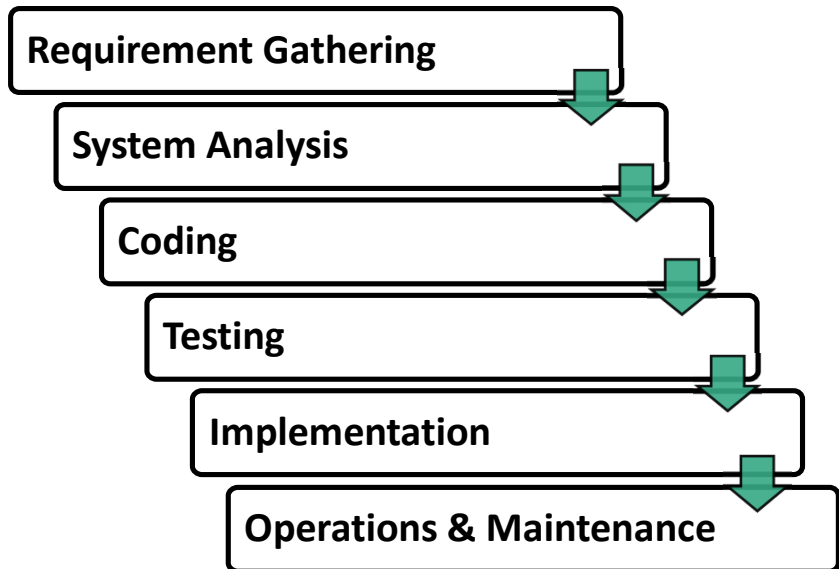 Requirement Gathering
System Analysis
Coding
Testing
Implementation
Operations & Maintenance